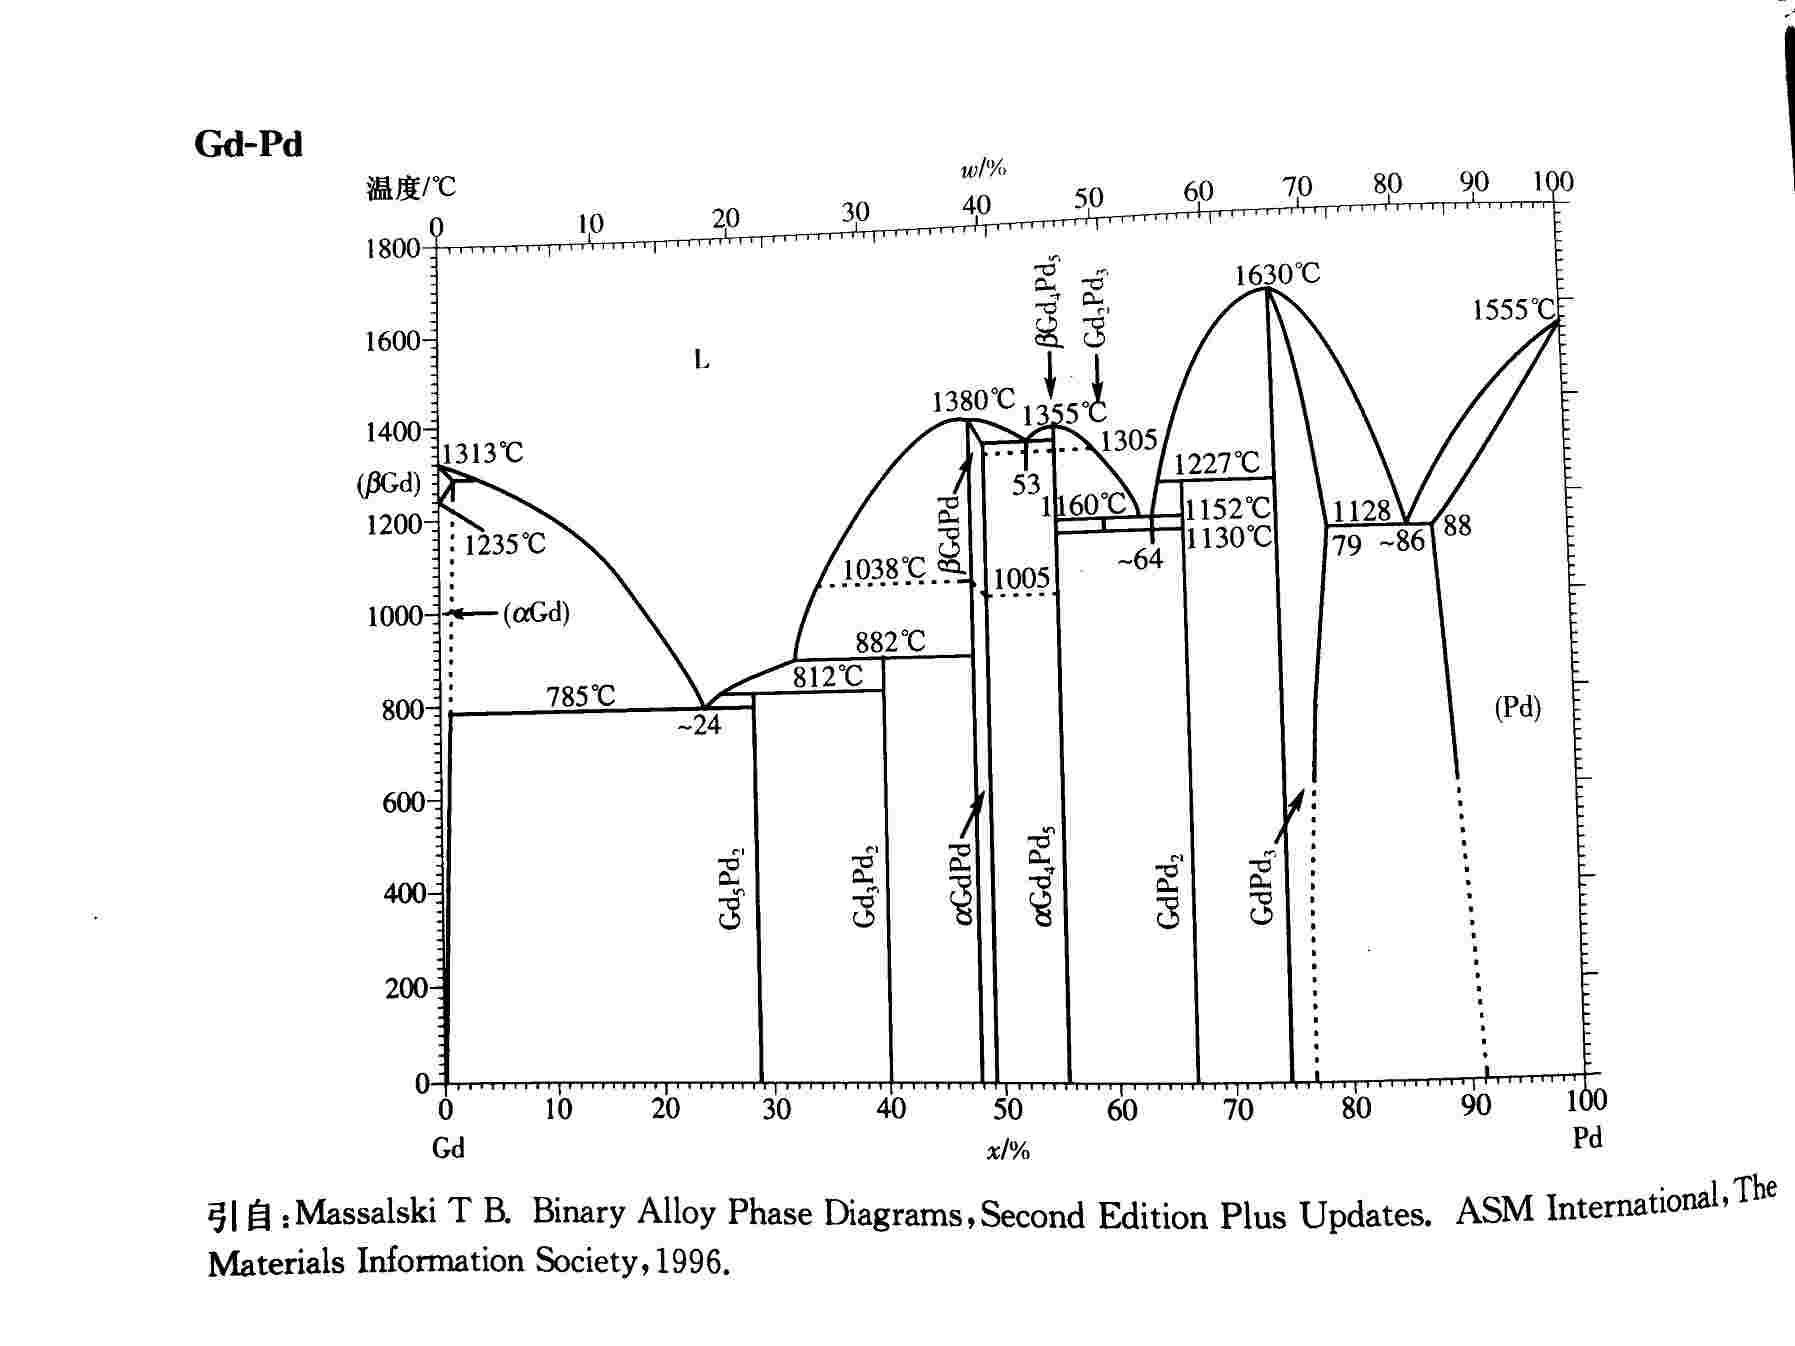 Gd-Pd
w/%
温度/℃
0 10 20 30 40 50 60 70 80 90 100
1800
1600
1400
(βGd)
1200
1000
800
600
400
200
0
L
1313℃
1235℃
(αGd)
785℃
~24
812℃
882℃
1038℃
1380℃
βGdPd
βGd₄Pd₅
Gd₂Pd₃
1355℃
1305
53
1005
1160℃
~64
1227℃
1152℃
1130℃
1630℃
1128
79 ~86 88
1555℃
(Pd)
Gd₅Pd₂
Gd₃Pd₂
αGdPd
αGd₄Pd₅
GdPd₂
GdPd₃
0 10 20 30 40 50 60 70 80 90 100
Gd x/% Pd
引自:Massalski T B. Binary Alloy Phase Diagrams,Second Edition Plus Updates. ASM International,The
Materials Information Society,1996.